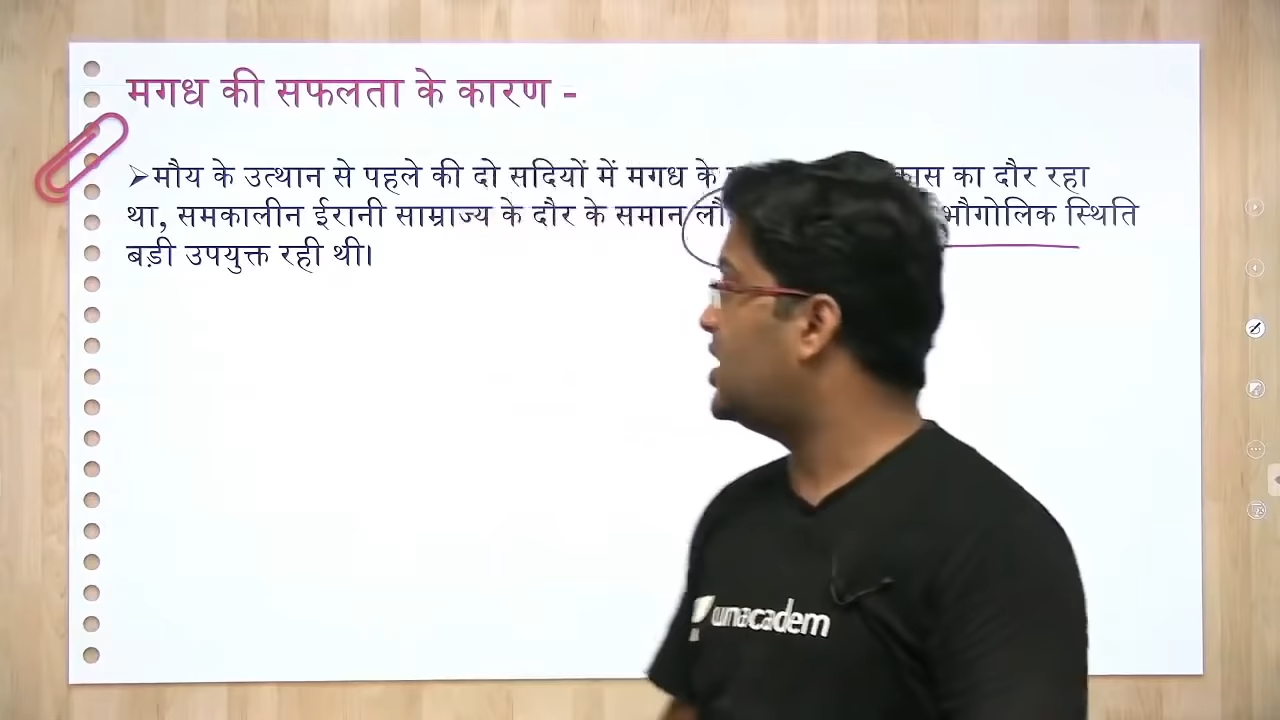 मगध की सफलता के कारण -
➢मौय के उत्थान से पहले की दो सदियों में मगध के का दौर रहा
था, समकालीन ईरानी साम्राज्य के दौर के समान भौगोलिक स्थिति
बड़ी उपयुक्त रही थी।
unacadem